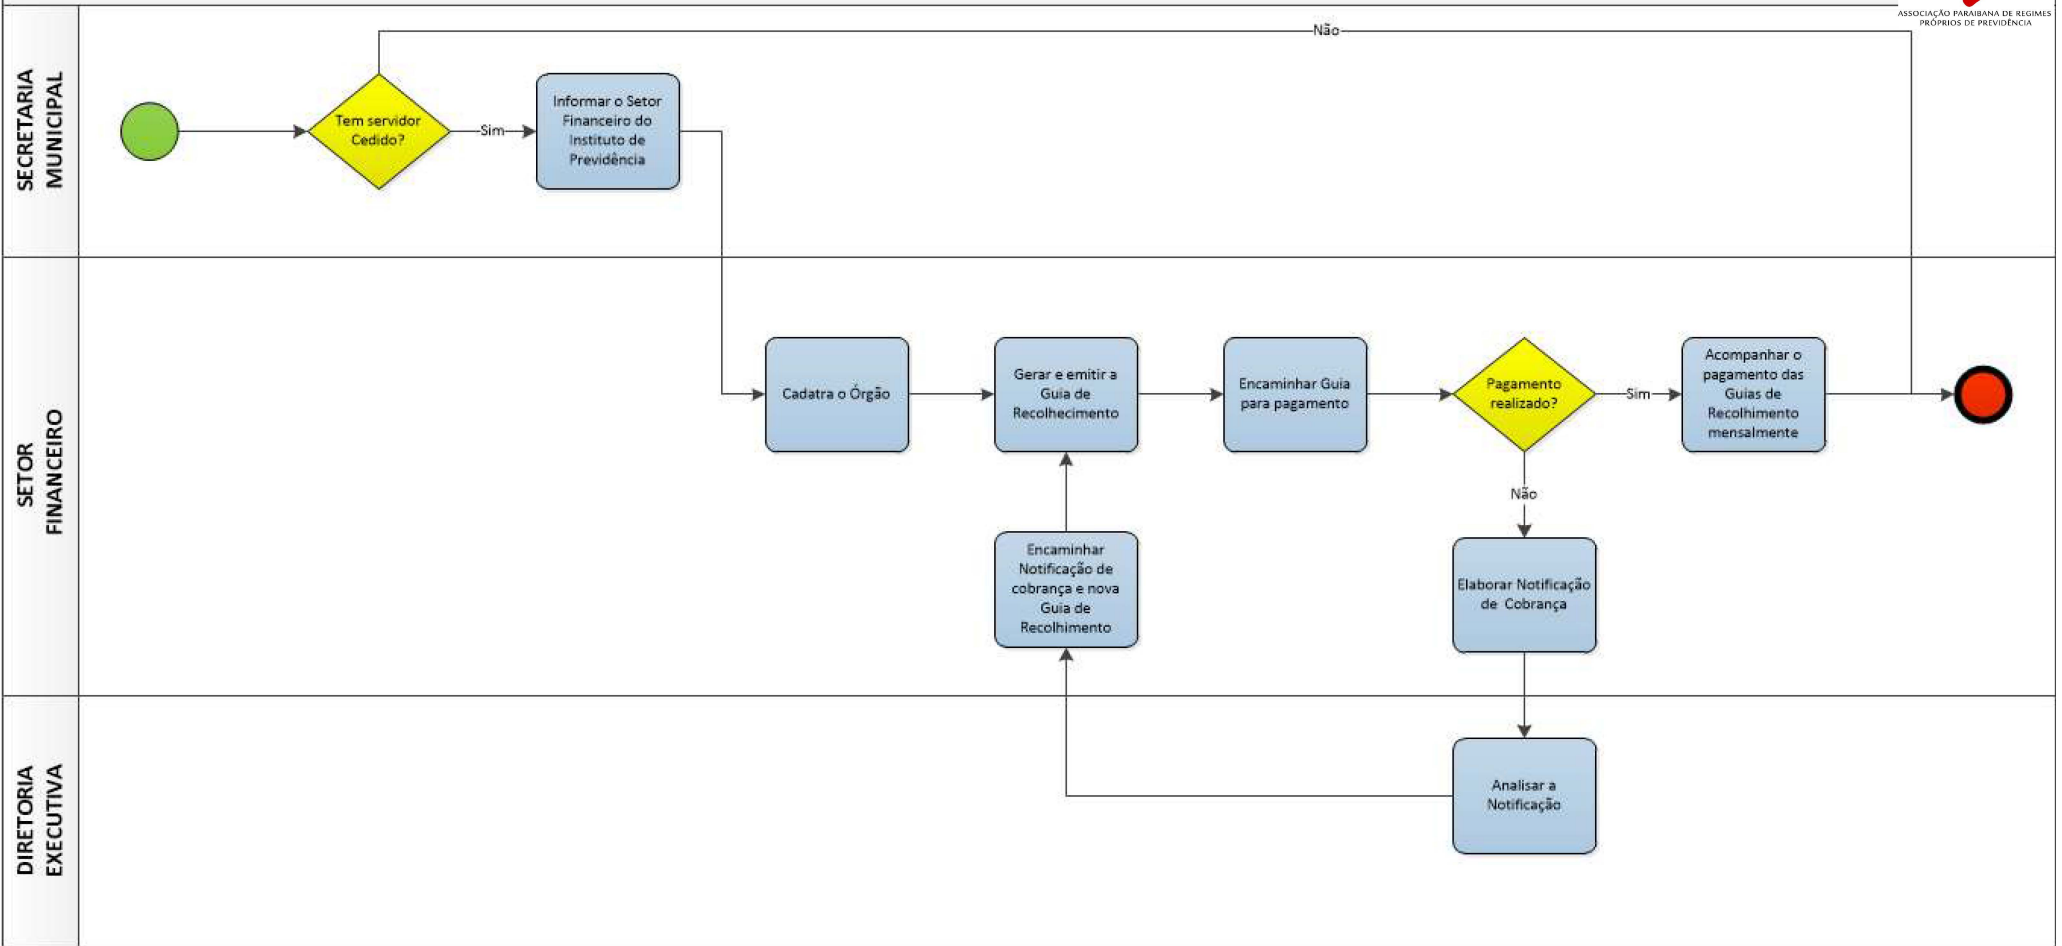 ASSOCIAÇÃO PARAIBANA DE REGIMES
PRÓPRIOS DE PREVIDÊNCIA
SECRETARIA
MUNICIPAL
Não
Tem servidor
Cedido?
Sim
Informar o Setor
Financeiro do
Instituto de
Previdência
SETOR
FINANCEIRO
Cadatra o Órgão
Gerar e emitir a
Guia de
Recolhecimento
Encaminhar Guia
para pagamento
Pagamento
realizado?
Sim
Acompanhar o
pagamento das
Guias de
Recolhimento
mensalmente
Não
Encaminhar
Notificação de
cobrança e nova
Guia de
Recolhimento
Elaborar Notificação
de Cobrança
DIRETORIA
EXECUTIVA
Analisar a
Notificação